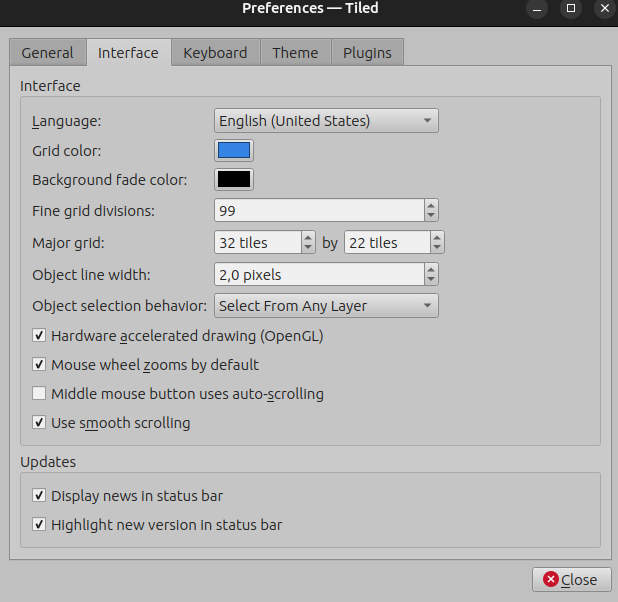 Preferences — Tiled
General Interface Keyboard Theme Plugins
Interface
Language: English (United States)
Grid color:
Background fade color:
Fine grid divisions: 99
Major grid: 32 tiles by 22 tiles
Object line width: 2,0 pixels
Object selection behavior: Select From Any Layer
Hardware accelerated drawing (OpenGL)
Mouse wheel zooms by default
Middle mouse button uses auto-scrolling
Use smooth scrolling
Updates
Display news in status bar
Highlight new version in status bar
Close